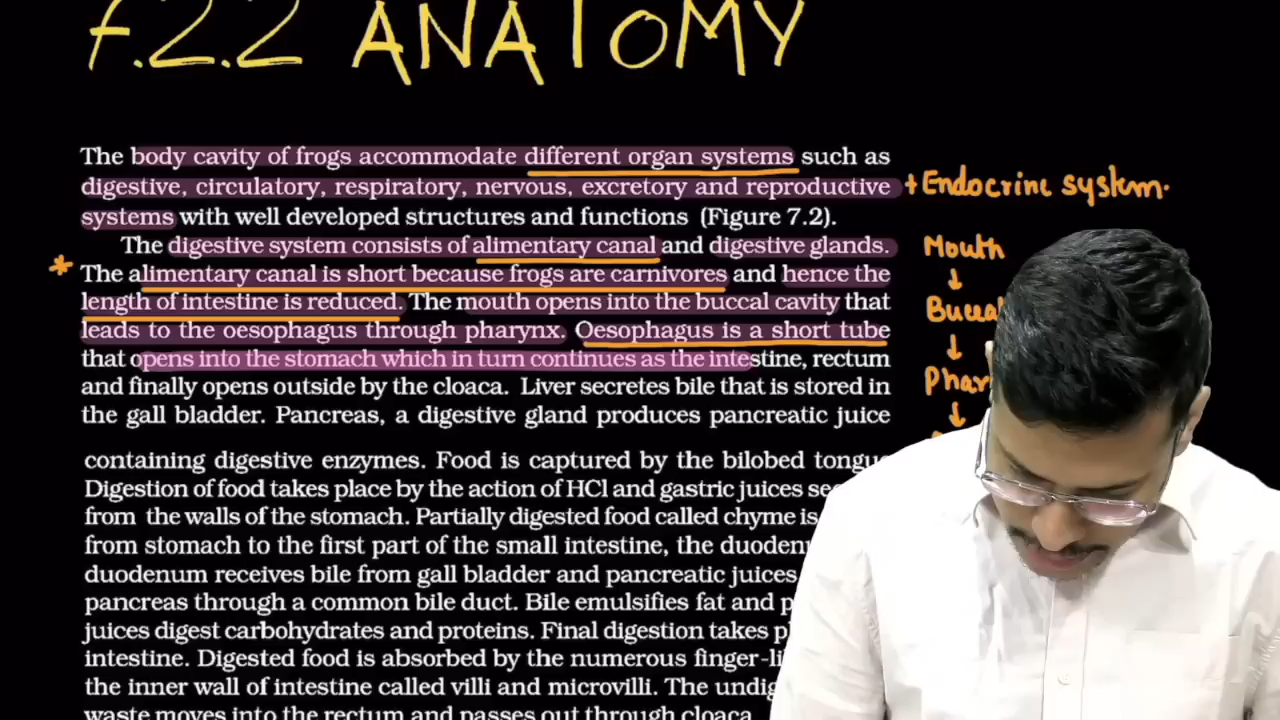 7.2.2 ANATOMY
The body cavity of frogs accommodate different organ systems such as
digestive, circulatory, respiratory, nervous, excretory and reproductive + Endocrine system.
systems with well developed structures and functions (Figure 7.2).
The digestive system consists of alimentary canal and digestive glands. Mouth
* The alimentary canal is short because frogs are carnivores and hence the
↓
length of intestine is reduced. The mouth opens into the buccal cavity that
leads to the oesophagus through pharynx. Oesophagus is a short tube
↓
that opens into the stomach which in turn continues as the intestine, rectum
and finally opens outside by the cloaca. Liver secretes bile that is stored in
the gall bladder. Pancreas, a digestive gland produces pancreatic juice
↓
containing digestive enzymes. Food is captured by the bilobed
Digestion of food takes place by the action of HCl and gastric juices
from the walls of the stomach. Partially digested food called chyme is
from stomach to the first part of the small intestine, the
duodenum receives bile from gall bladder and pancreatic juices
pancreas through a common bile duct. Bile emulsifies fat and
juices digest carbohydrates and proteins. Final digestion takes
intestine. Digested food is absorbed by the numerous
the inner wall of intestine called villi and microvilli. The
waste moves into the rectum and passes out through cloaca.